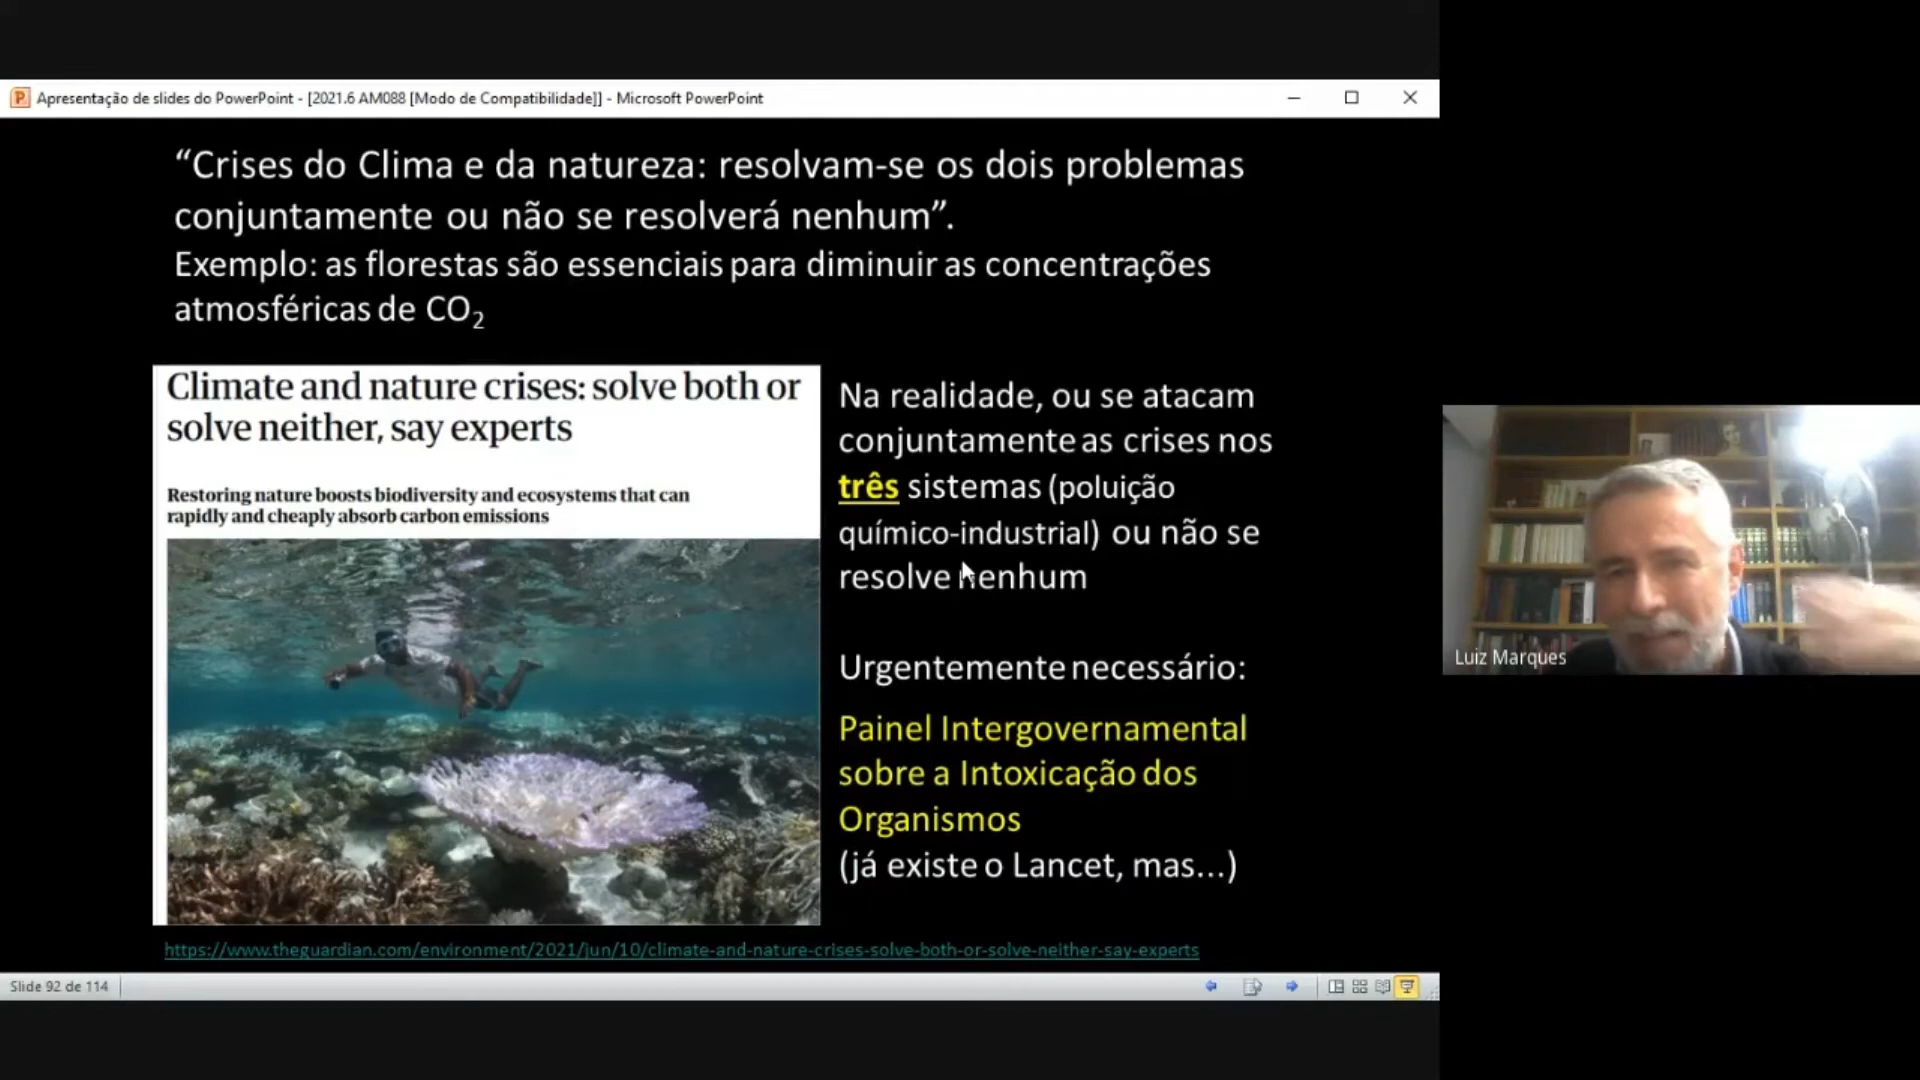 Apresentação de slides do PowerPoint - [2021.6 AM088 [Modo de Compatibilidade]] - Microsoft PowerPoint
“Crises do Clima e da natureza: resolvam-se os dois problemas
conjuntamente ou não se resolverá nenhum”.
Exemplo: as florestas são essenciais para diminuir as concentrações
atmosféricas de CO2
Climate and nature crises: solve both or
solve neither, say experts
Restoring nature boosts biodiversity and ecosystems that can
rapidly and cheaply absorb carbon emissions
Na realidade, ou se atacam
conjuntamente as crises nos
três sistemas (poluição
químico-industrial) ou não se
resolve nenhum
Urgentemente necessário:
Painel Intergovernamental
sobre a Intoxicação dos
Organismos
(já existe o Lancet, mas...)
https://www.theguardian.com/environment/2021/jun/10/climate-and-nature-crises-solve-both-or-solve-neither-say-experts
Slide 92 de 114
Luiz Marques